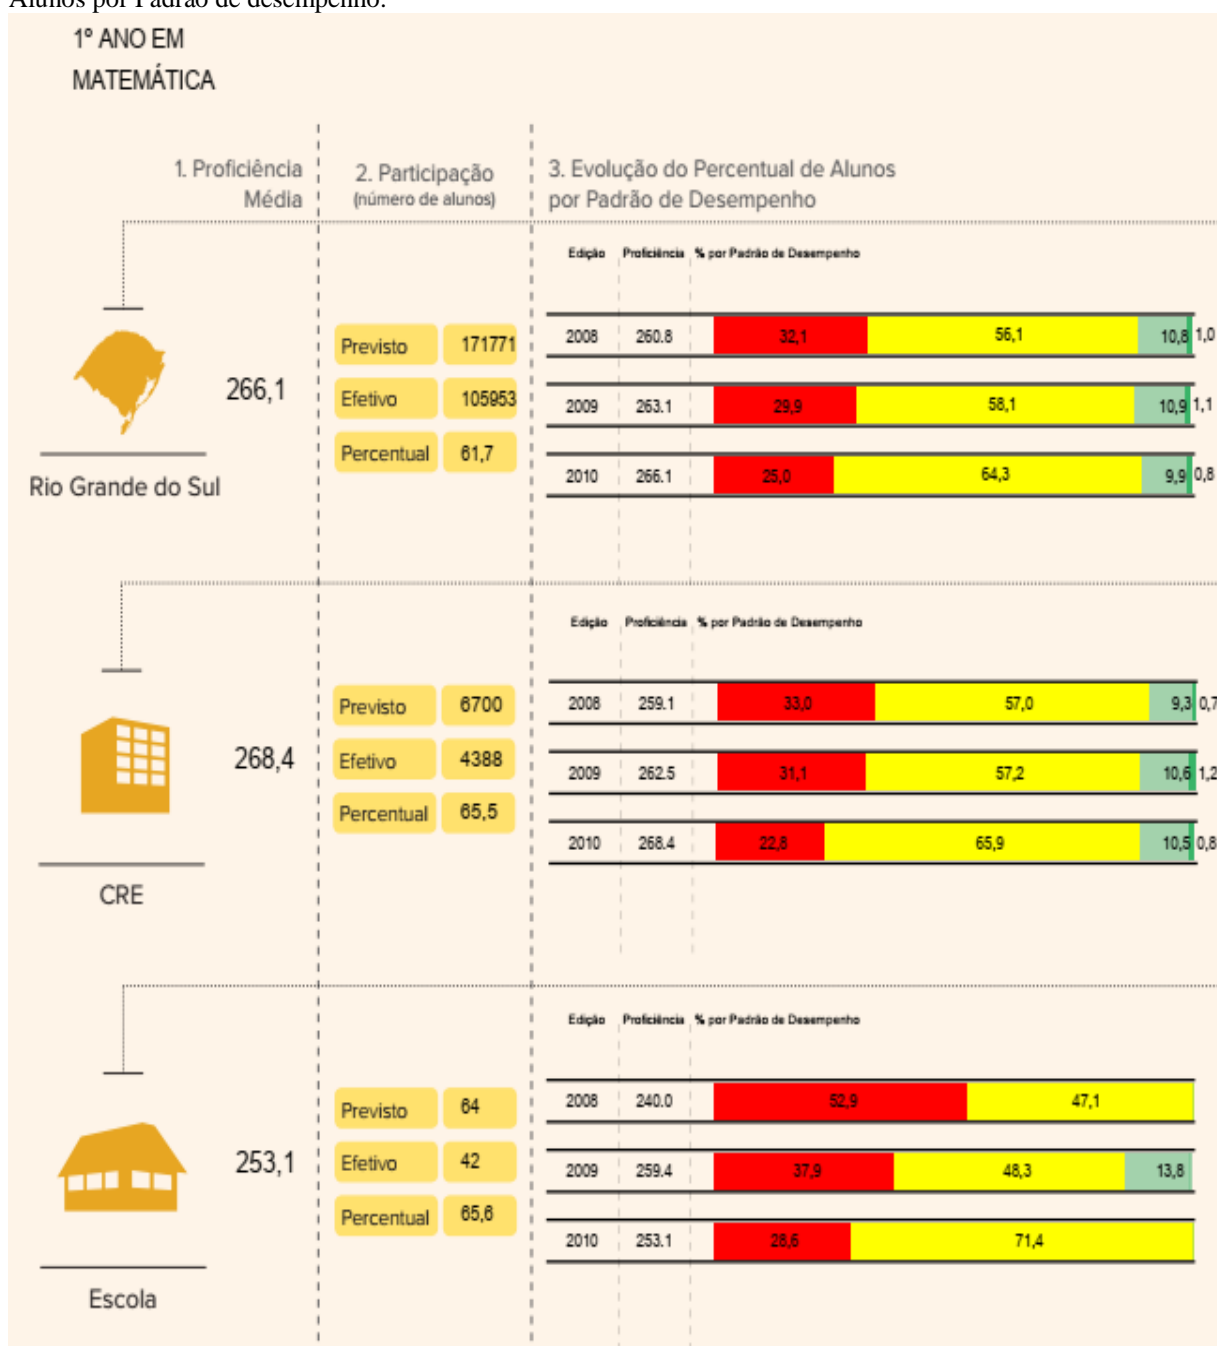 Alunos por Padrão de desempenho.
1º ANO EM
MATEMÁTICA
1. Proficiência
Média
2. Participação
(número de alunos)
3. Evolução do Percentual de Alunos
por Padrão de Desempenho
Edição Proficiência % por Padrão de Desempenho
2008 260.8 32,1 56,1 10,8 1,0
2009 263.1 29,9 58,1 10,9 1,1
2010 266.1 25,0 64,3 9,9 0,8
266,1
Previsto 171771
Efetivo 105953
Percentual 61,7
Rio Grande do Sul
Edição Proficiência % por Padrão de Desempenho
2008 259.1 33,0 57,0 9,3 0,7
2009 262.5 31,1 57,2 10,6 1,2
2010 268.4 22,8 65,9 10,5 0,8
268,4
Previsto 6700
Efetivo 4388
Percentual 65,5
CRE
Edição Proficiência % por Padrão de Desempenho
2008 240.0 52,9 47,1
2009 259.4 37,9 48,3 13,8
2010 253.1 28,6 71,4
253,1
Previsto 64
Efetivo 42
Percentual 65,6
Escola